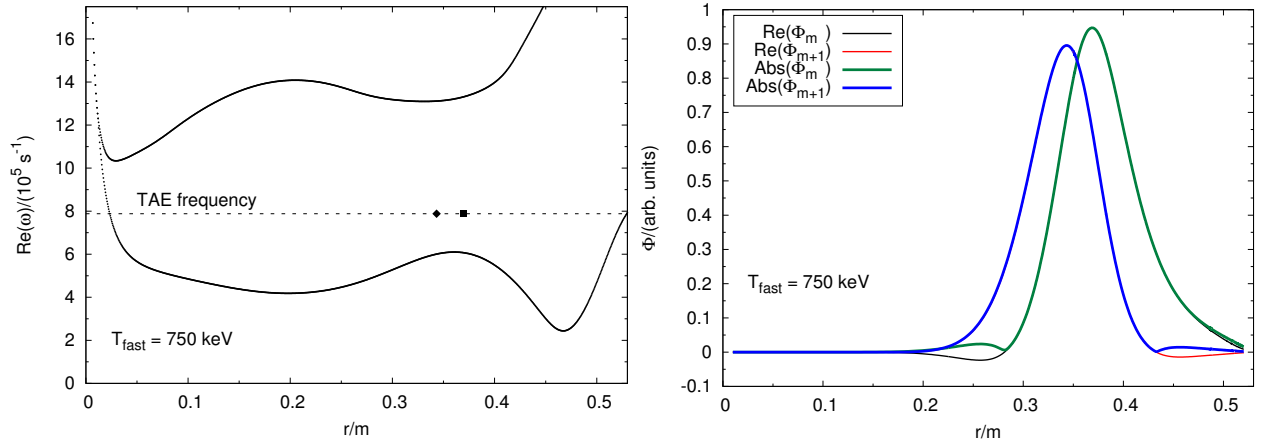 16
14
12
10
8
6
4
2
0
Re(ω)/(10⁵ s⁻¹)
TAE frequency
T_fast = 750 keV
0 0.1 0.2 0.3 0.4 0.5
r/m
1
0.9
0.8
0.7
0.6
0.5
0.4
0.3
0.2
0.1
0
-0.1
Φ/(arb. units)
Re(Φ_m )
Re(Φ_m+1)
Abs(Φ_m )
Abs(Φ_m+1)
T_fast = 750 keV
0 0.1 0.2 0.3 0.4 0.5
r/m